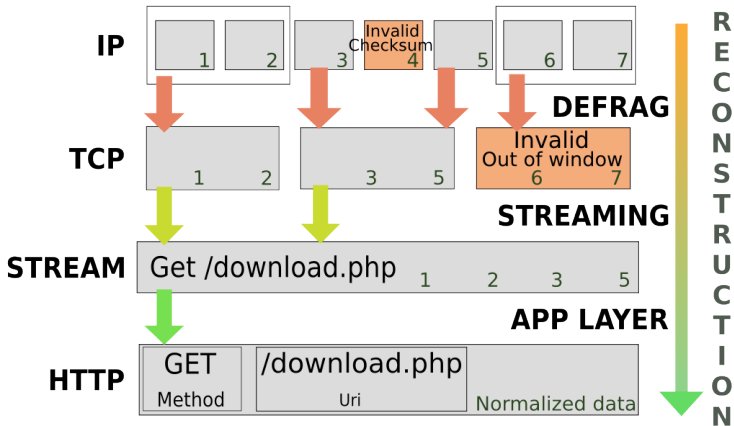 IP
1
2
3
Invalid
Checksum
4
5
6
7
DEFRAG
TCP
1
2
3
5
Invalid
Out of window
6
7
STREAMING
STREAM
Get /download.php
1
2
3
5
APP LAYER
HTTP
GET
Method
/download.php
Uri
Normalized data
RECONSTRUCTION